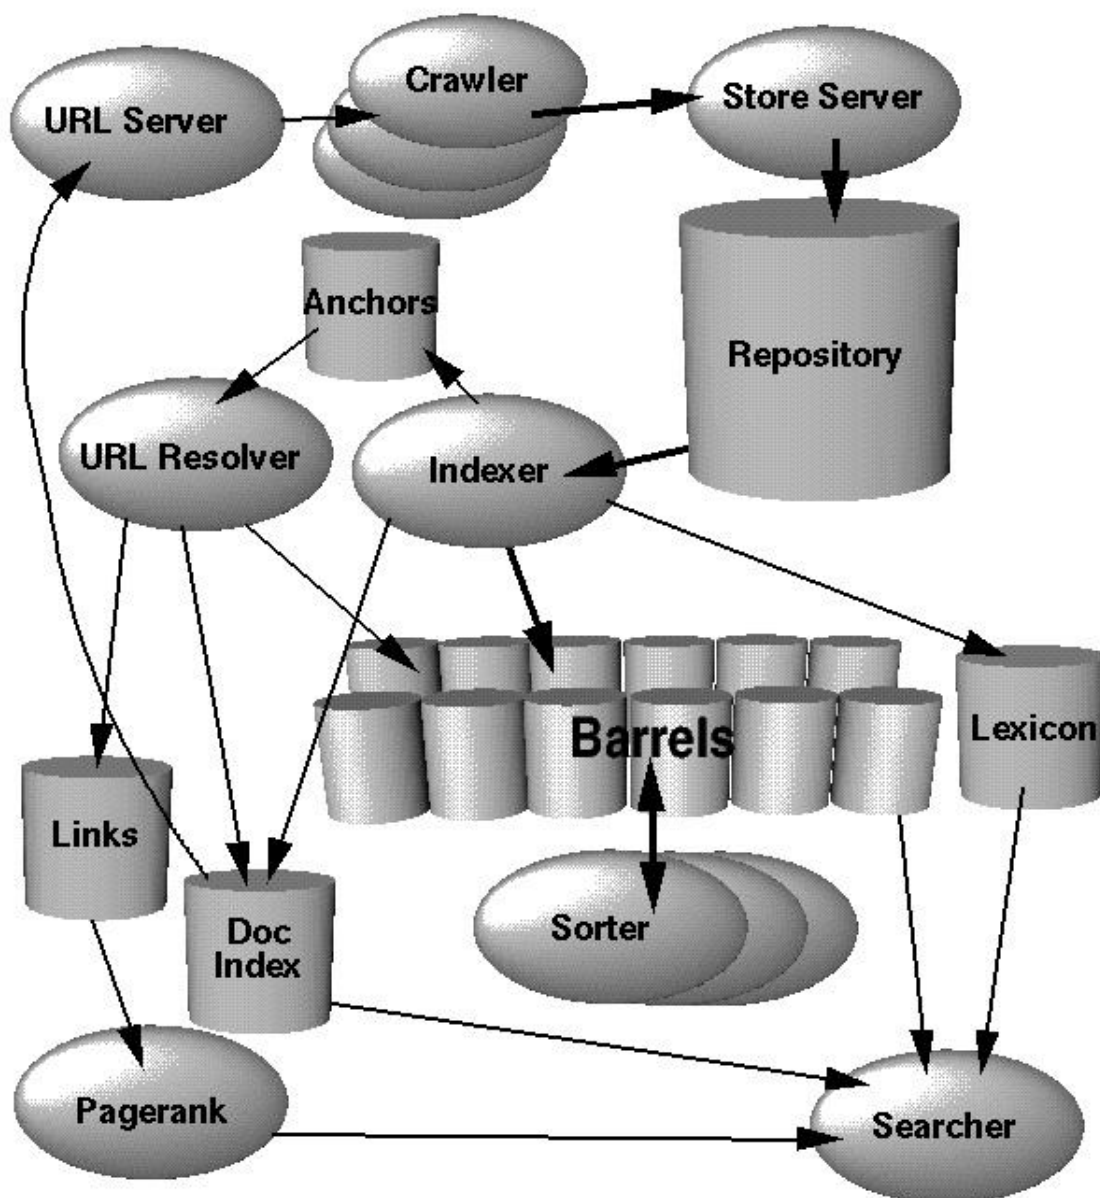 Crawler
URL Server
Store Server
Anchors
Repository
URL Resolver
Indexer
Barrels
Lexicon
Links
Sorter
Doc
Index
Pagerank
Searcher